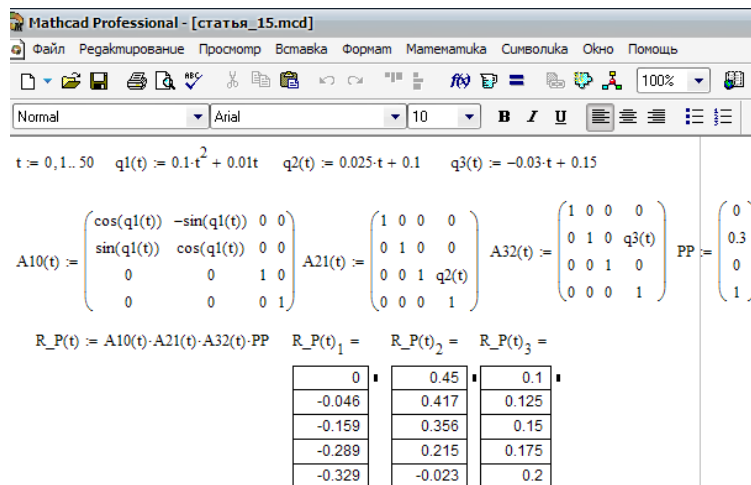 Mathcad Professional - [статья_15.mcd]
Файл Редактирование Просмотр Вставка Формат Математика Символика Окно Помощь
ABC f(x) = 100%
Normal Arial 10 B I U
t := 0,1.. 50 q1(t) := 0.1·t² + 0.01t q2(t) := 0.025·t + 0.1 q3(t) := −0.03·t + 0.15
cos(q1(t)) −sin(q1(t)) 0 0 1 0 0 0 1 0 0 0 0
sin(q1(t)) cos(q1(t)) 0 0 0 1 0 0 0 1 0 q3(t) 0.3
A10(t) := A21(t) := A32(t) := PP :=
0 0 1 0 0 0 1 q2(t) 0 0 1 0 0
0 0 0 1 0 0 0 1 0 0 0 1 1
R_P(t) := A10(t)·A21(t)·A32(t)·PP R_P(t)₁ = R_P(t)₂ = R_P(t)₃ =
0 0.45 0.1
-0.046 0.417 0.125
-0.159 0.356 0.15
-0.289 0.215 0.175
-0.329 -0.023 0.2